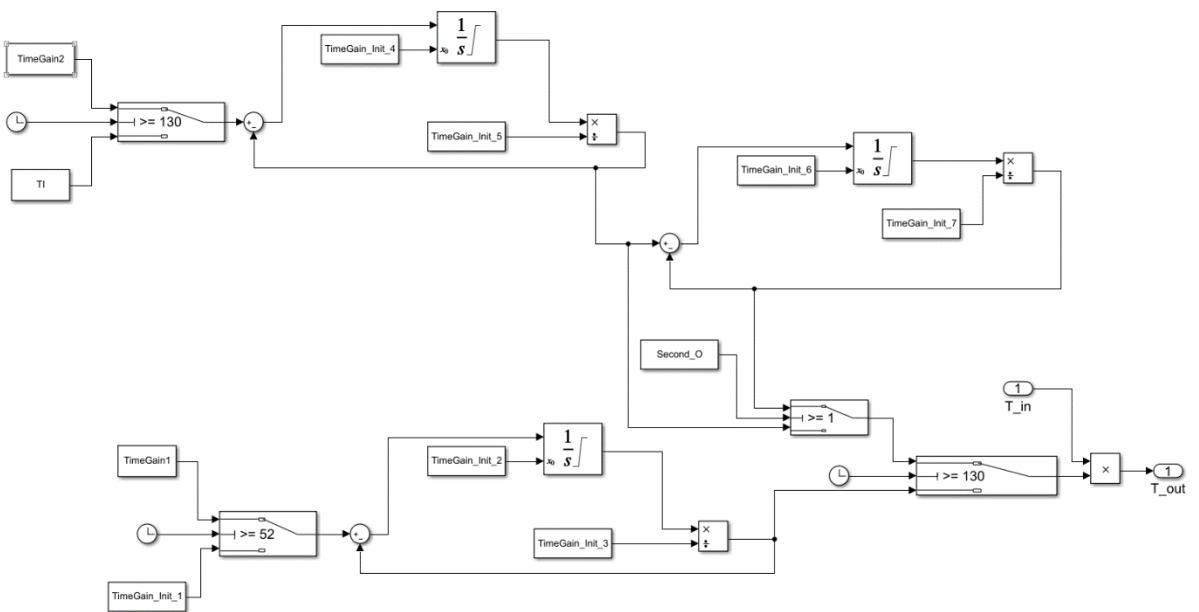 TimeGain2
>= 130
TI
+
-
TimeGain_Init_4
x₀
1
s
TimeGain_Init_5
×
÷
TimeGain_Init_6
x₀
1
s
×
÷
TimeGain_Init_7
+
-
Second_O
>= 1
1
T_in
TimeGain1
>= 52
TimeGain_Init_1
+
-
TimeGain_Init_2
x₀
1
s
TimeGain_Init_3
×
÷
>= 130
×
1
T_out